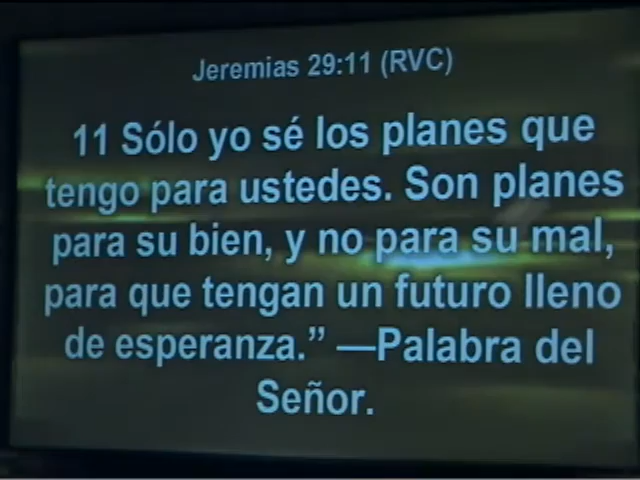 Jeremias 29:11 (RVC)
11 Sólo yo sé los planes que
tengo para ustedes. Son planes
para su bien, y no para su mal,
para que tengan un futuro lleno
de esperanza.” —Palabra del
Señor.